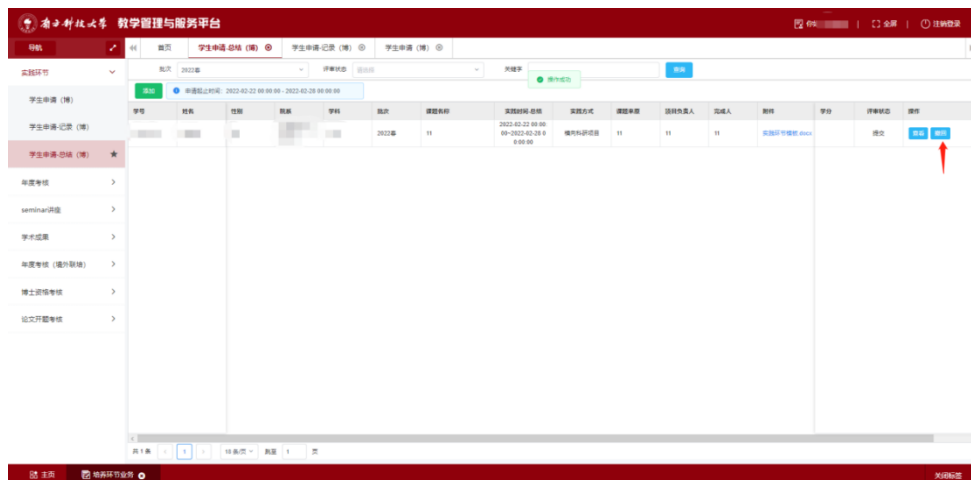 南方科技大学 教学管理与服务平台
全屏 | 注销登录
导航 首页 学生申请-总结（博） 学生申请-记录（博） 学生申请（博）
实践环节 批次 2022春 评审状态 请选择 关键字 查询
操作成功
添加 申请起止时间：2022-02-22 00:00:00 - 2022-02-28 00:00:00
学生申请（博）
学号 姓名 性别 院系 学科 批次 课题名称 实践时间-总结 实践方式 课题来源 项目负责人 完成人 附件 学分 评审状态 操作
学生申请-记录（博）
2022春 11 2022-02-22 00:00:00~2022-02-28 00:00:00 横向科研项目 11 11 11 实践环节模板.docx 提交 查看 撤回
学生申请-总结（博）
年度考核
seminar讲座
学术成果
年度考核（境外联培）
博士资格考核
论文开题考核
共 1 条 1 10 条/页 跳至 1 页
主页 培养环节业务 关闭标签